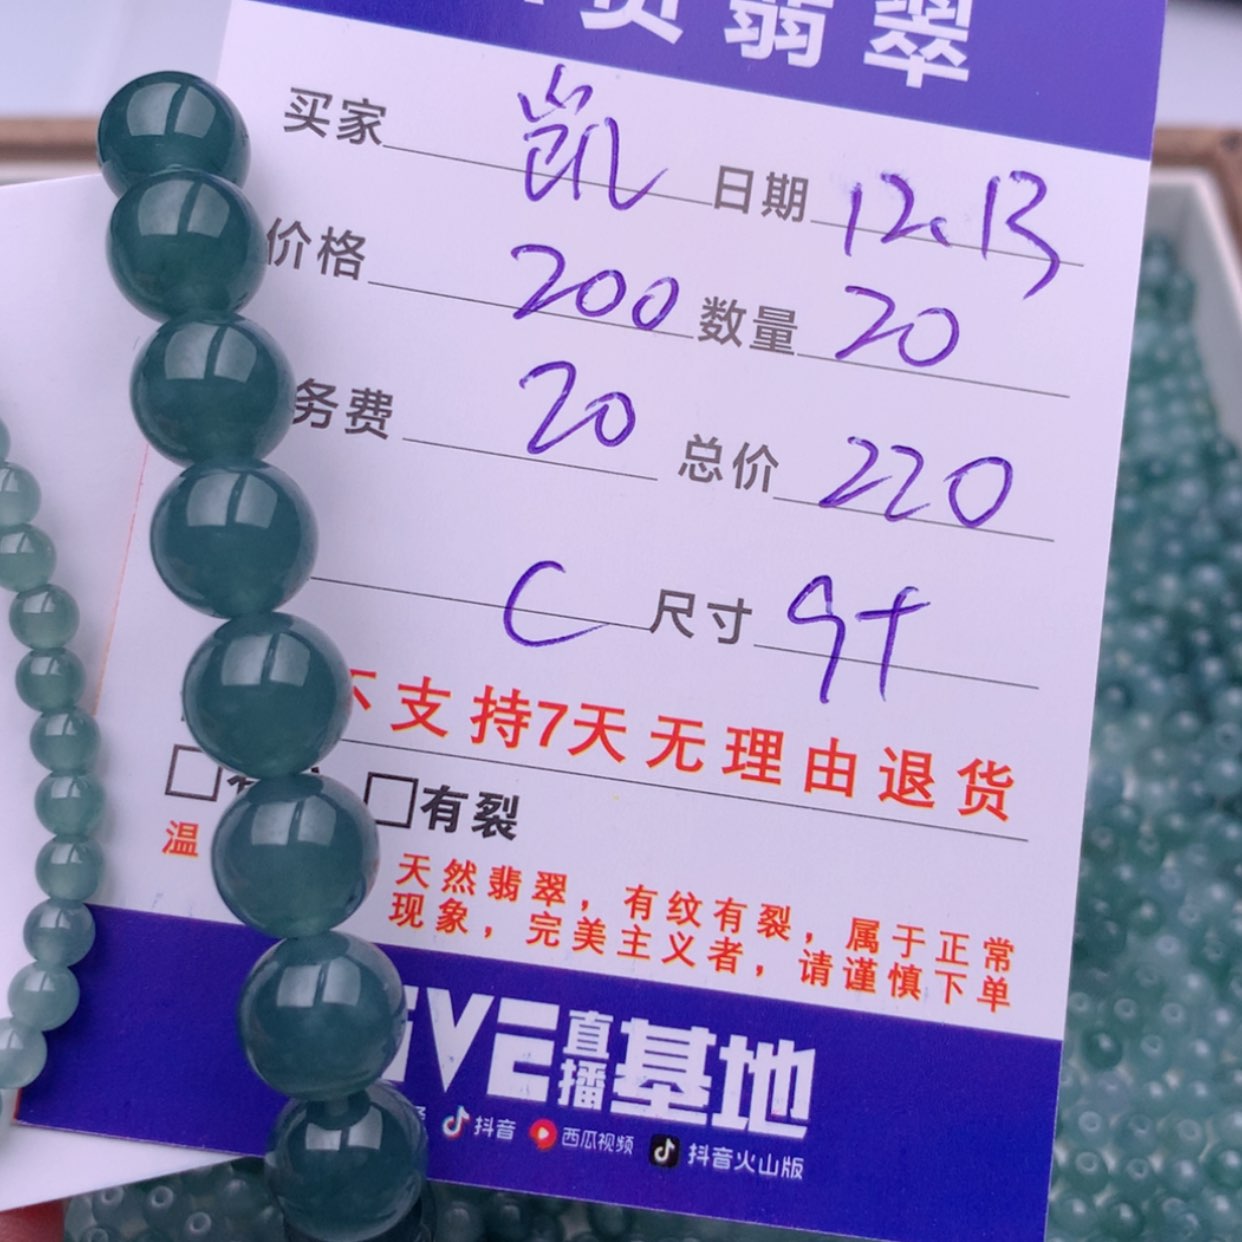 货翡翠
买家 凯 日期 12.13
价格 200 数量 20
务费 20 总价 220
C 尺寸 9+
不支持7天无理由退货
有裂
温 天然翡翠，有纹有裂，属于正常
现象，完美主义者，请谨慎下单
IVE直播基地
抖音 西瓜视频 抖音火山版